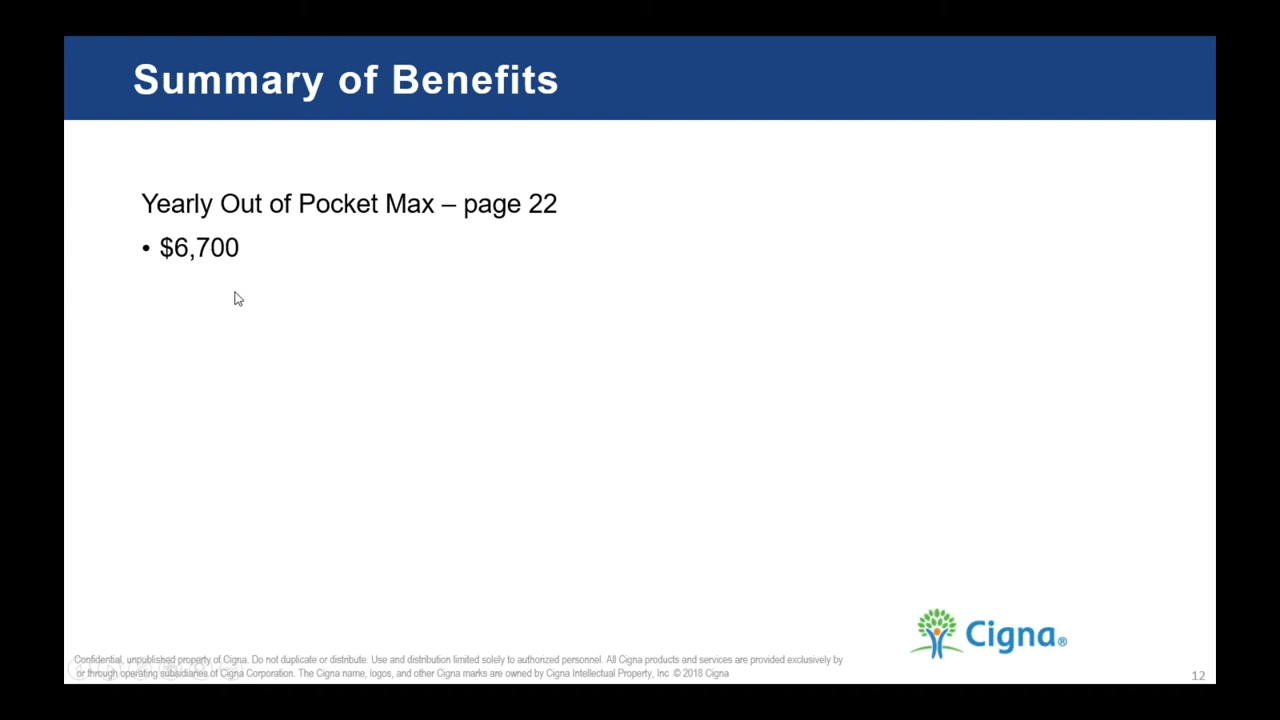 Summary of Benefits
Yearly Out of Pocket Max – page 22
• $6,700
Cigna®
Confidential, unpublished property of Cigna. Do not duplicate or distribute. Use and distribution limited solely to authorized personnel. All Cigna products and services are provided exclusively by
or through operating subsidiaries of Cigna Corporation. The Cigna name, logos, and other Cigna marks are owned by Cigna Intellectual Property, Inc © 2018 Cigna
12